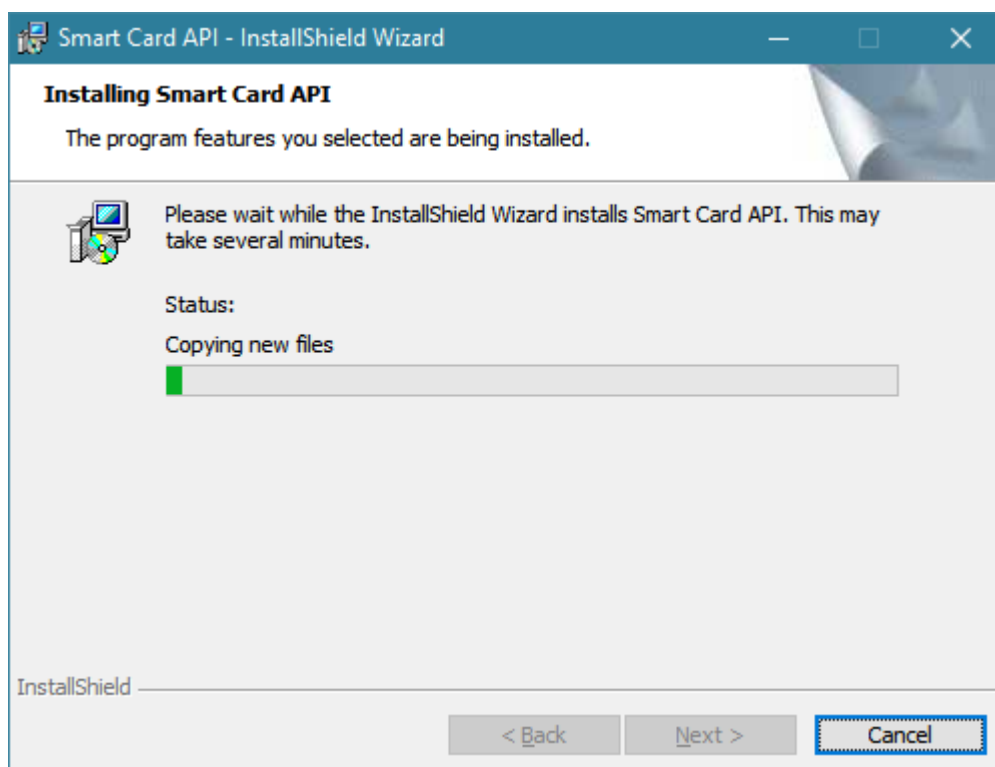 Smart Card API - InstallShield Wizard
Installing Smart Card API
The program features you selected are being installed.
Please wait while the InstallShield Wizard installs Smart Card API. This may
take several minutes.
Status:
Copying new files
InstallShield
< Back
Next >
Cancel